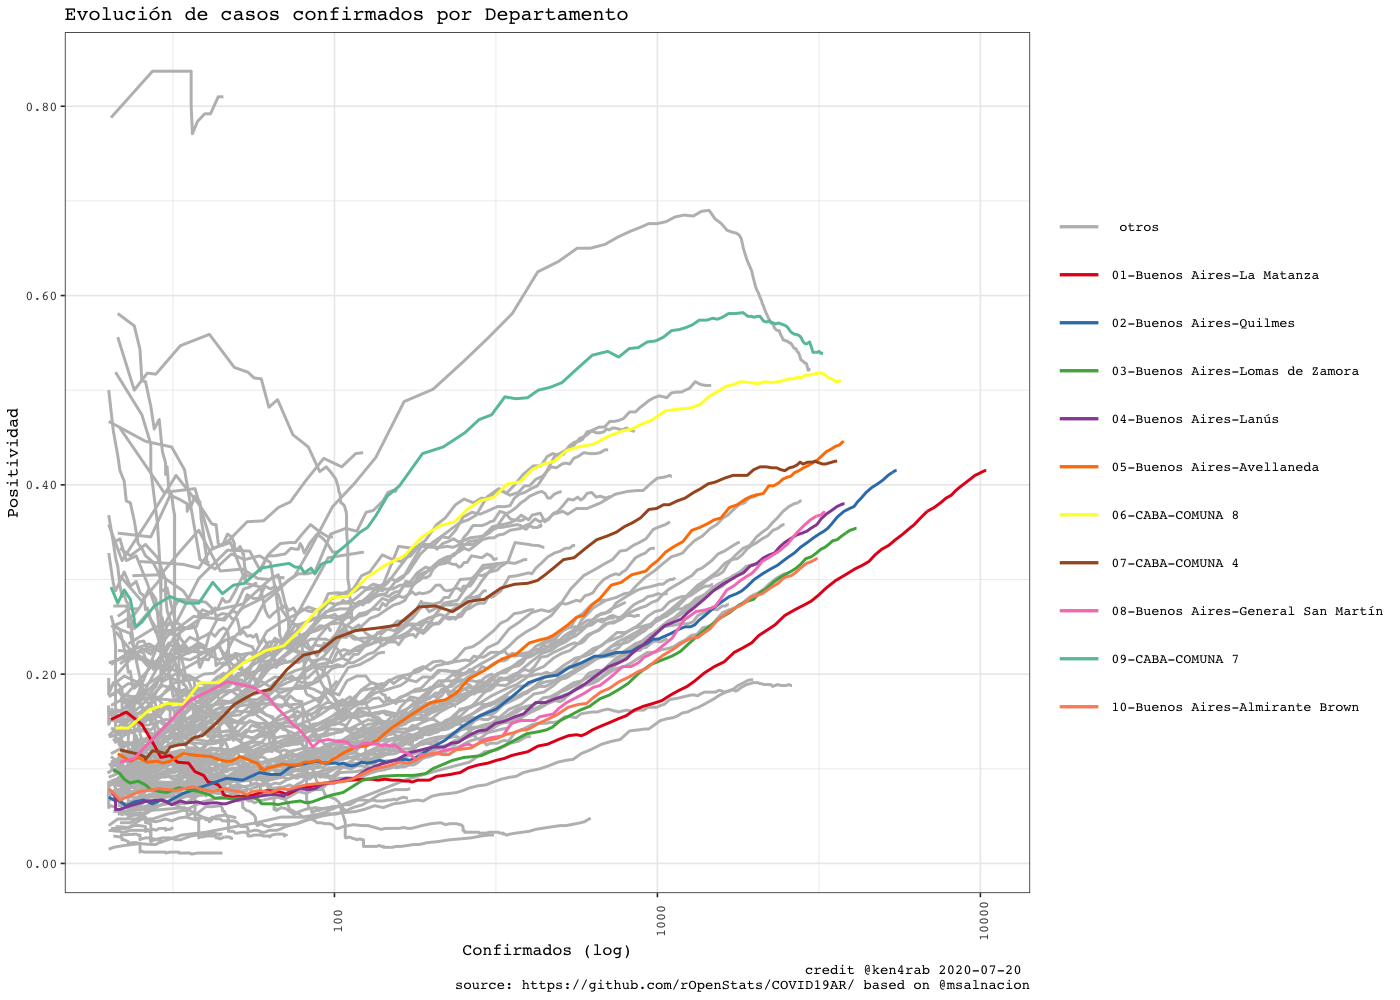 Evolución de casos confirmados por Departamento
Positividad
0.80
0.60
0.40
0.20
0.00
100
1000
10000
Confirmados (log)
otros
01-Buenos Aires-La Matanza
02-Buenos Aires-Quilmes
03-Buenos Aires-Lomas de Zamora
04-Buenos Aires-Lanús
05-Buenos Aires-Avellaneda
06-CABA-COMUNA 8
07-CABA-COMUNA 4
08-Buenos Aires-General San Martín
09-CABA-COMUNA 7
10-Buenos Aires-Almirante Brown
credit @ken4rab 2020-07-20
source: https://github.com/rOpenStats/COVID19AR/ based on @msalnacion